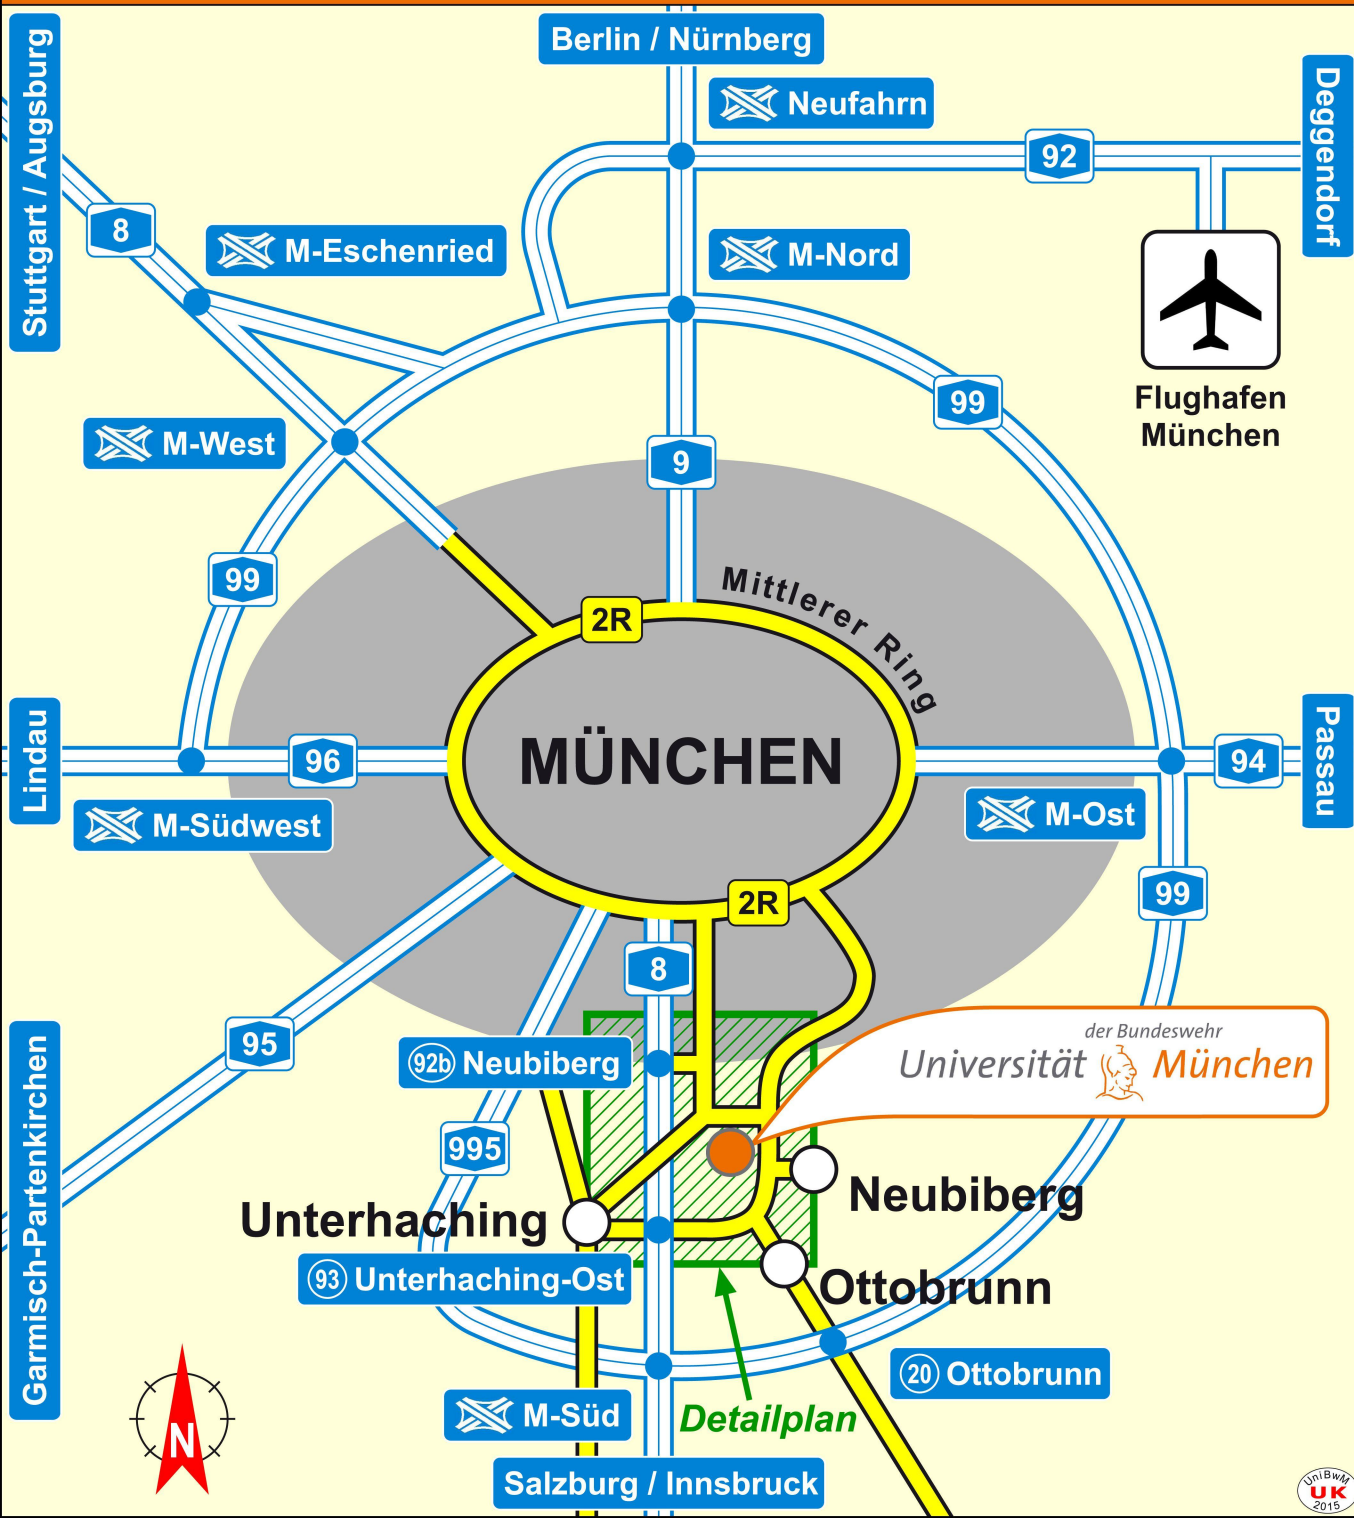 Berlin / Nürnberg
Stuttgart / Augsburg
Deggendorf
Neufahrn
92
8
M-Eschenried
M-Nord
Flughafen
München
99
M-West
9
99
Mittlerer Ring
2R
Lindau
96
MÜNCHEN
94
Passau
M-Südwest
M-Ost
99
2R
8
95
92b Neubiberg
der Bundeswehr
Universität München
995
Garmisch-Partenkirchen
Unterhaching
Neubiberg
93 Unterhaching-Ost
Ottobrunn
20 Ottobrunn
M-Süd
Detailplan
N
Salzburg / Innsbruck
UniBwM
UK
2015